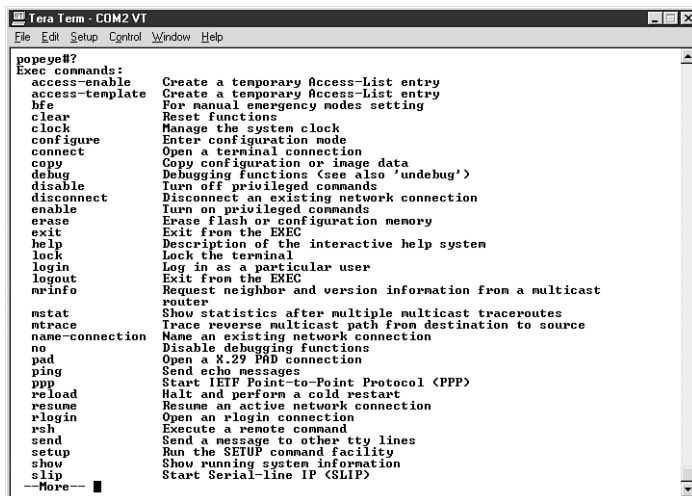 Tera Term - COM2 VT
File Edit Setup Control Window Help
popeye#?
Exec commands:
access-enable Create a temporary Access-List entry
access-template Create a temporary Access-List entry
bfe For manual emergency modes setting
clear Reset functions
clock Manage the system clock
configure Enter configuration mode
connect Open a terminal connection
copy Copy configuration or image data
debug Debugging functions (see also 'undebug')
disable Turn off privileged commands
disconnect Disconnect an existing network connection
enable Turn on privileged commands
erase Erase flash or configuration memory
exit Exit from the EXEC
help Description of the interactive help system
lock Lock the terminal
login Log in as a particular user
logout Exit from the EXEC
mrinfo Request neighbor and version information from a multicast
router
mstat Show statistics after multiple multicast traceroutes
mtrace Trace reverse multicast path from destination to source
name-connection Name an existing network connection
no Disable debugging functions
pad Open a X.29 PAD connection
ping Send echo messages
ppp Start IETF Point-to-Point Protocol (PPP)
reload Halt and perform a cold restart
resume Resume an active network connection
rlogin Open an rlogin connection
rsh Execute a remote command
send Send a message to other tty lines
setup Run the SETUP command facility
show Show running system information
slip Start Serial-line IP (SLIP)
--More--